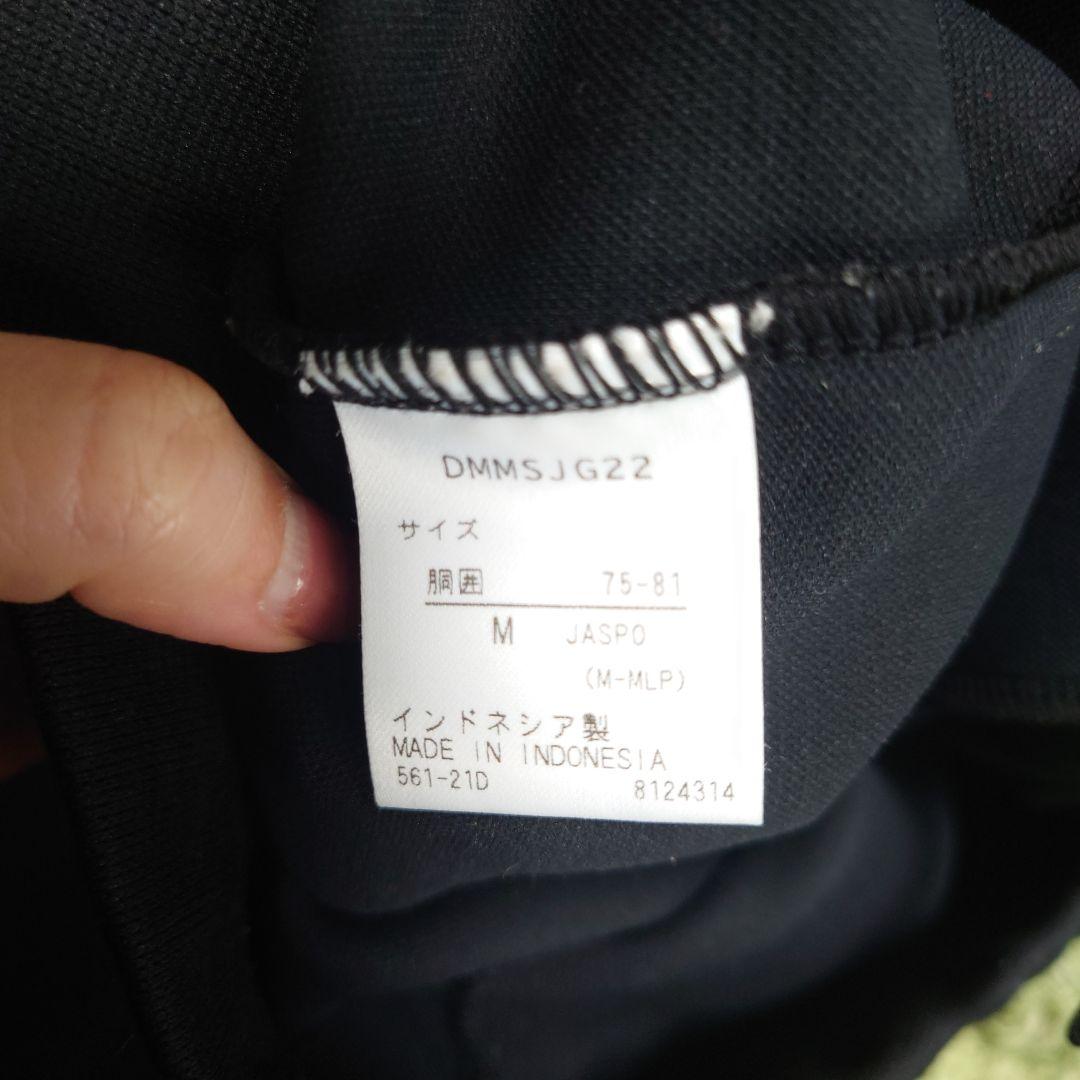 DMMSJG22
サイズ
胴囲 75-81
M JASPO
(M-MLP)
インドネシア製
MADE IN INDONESIA
561-21D 8124314